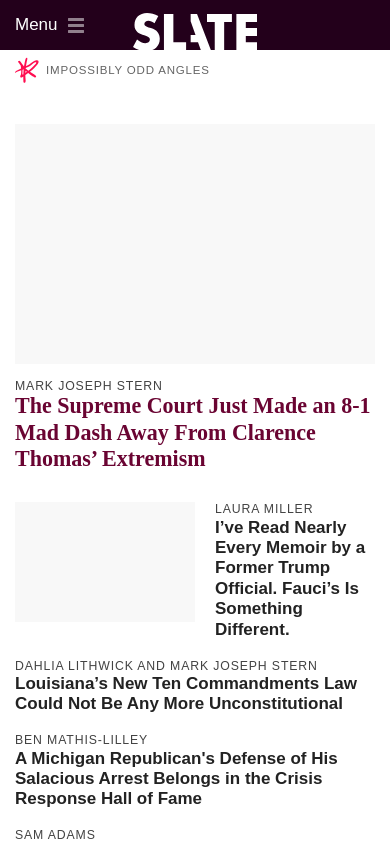 Menu
SLATE
IMPOSSIBLY ODD ANGLES
MARK JOSEPH STERN
The Supreme Court Just Made an 8-1
Mad Dash Away From Clarence
Thomas’ Extremism
LAURA MILLER
I’ve Read Nearly
Every Memoir by a
Former Trump
Official. Fauci’s Is
Something
Different.
DAHLIA LITHWICK AND MARK JOSEPH STERN
Louisiana’s New Ten Commandments Law
Could Not Be Any More Unconstitutional
BEN MATHIS-LILLEY
A Michigan Republican's Defense of His
Salacious Arrest Belongs in the Crisis
Response Hall of Fame
SAM ADAMS